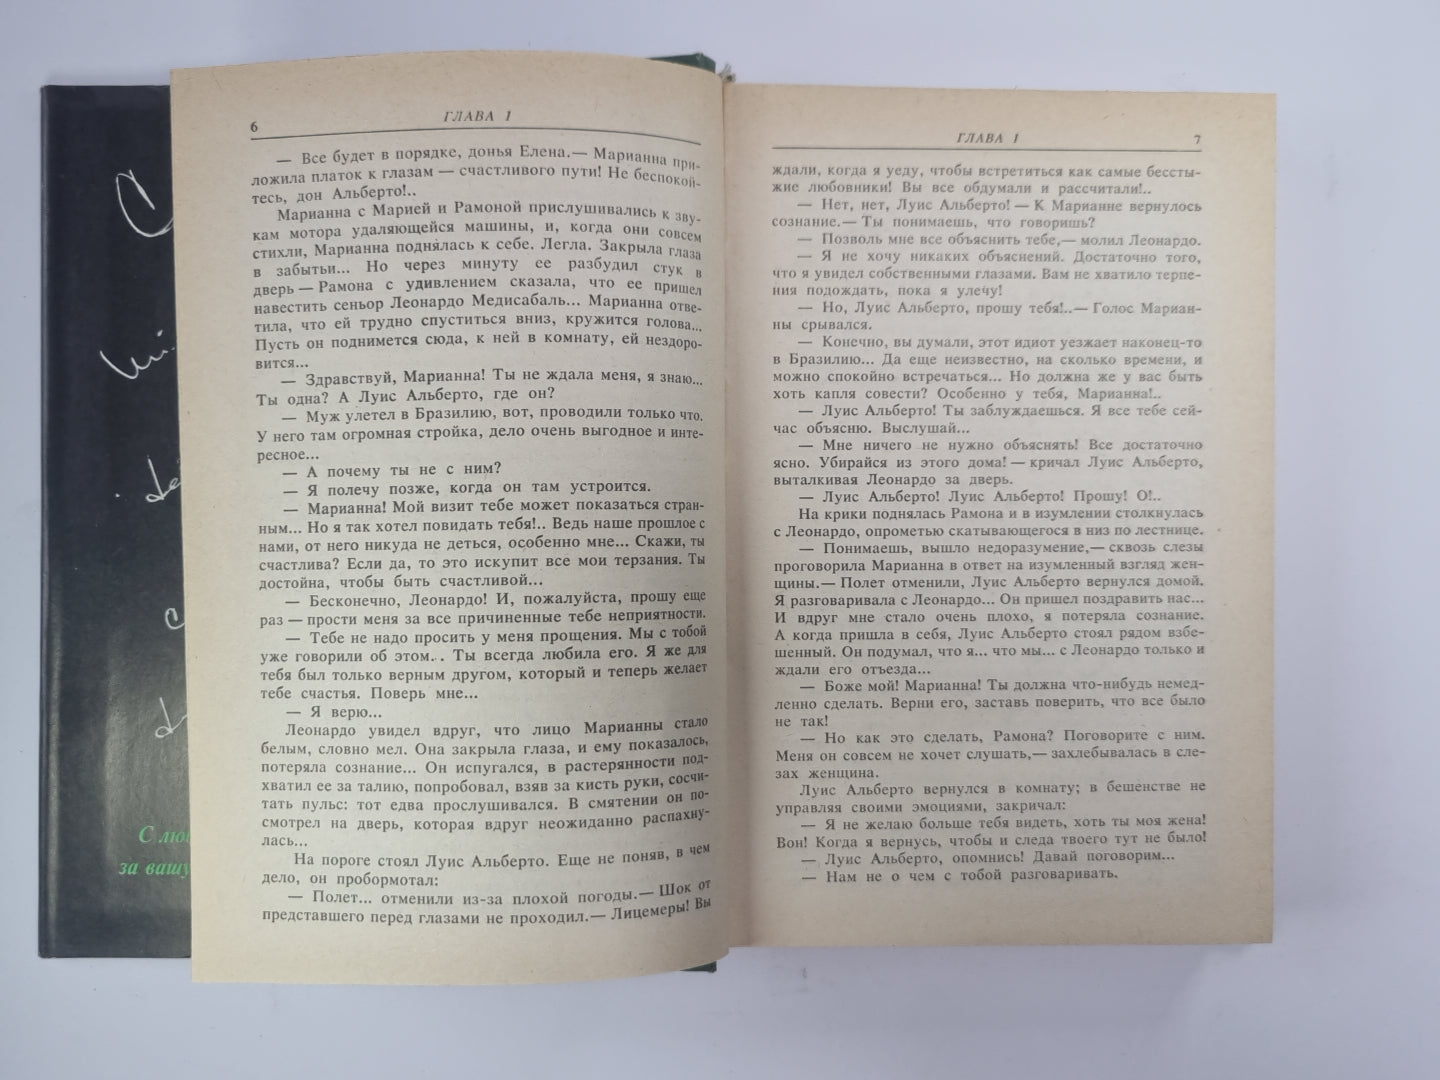 6
ГЛАВА 1
— Все будет в порядке, донья Елена.— Марианна при-
ложила платок к глазам — счастливого пути! Не беспокой-
тесь, дон Альберто!..
Марианна с Марией и Рамоной прислушивались к зву-
кам мотора удаляющейся машины, и, когда они совсем
стихли, Марианна поднялась к себе. Легла. Закрыла глаза
в забытьи... Но через минуту ее разбудил стук в
дверь — Рамона с удивлением сказала, что ее пришел
навестить сеньор Леонардо Медисабаль... Марианна отве-
тила, что ей трудно спуститься вниз, кружится голова...
Пусть он поднимется сюда, к ней в комнату, ей нездоро-
вится...
— Здравствуй, Марианна! Ты не ждала меня, я знаю...
Ты одна? А Луис Альберто, где он?
— Муж улетел в Бразилию, вот, проводили только что.
У него там огромная стройка, дело очень выгодное и инте-
ресное...
— А почему ты не с ним?
— Я полечу позже, когда он там устроится.
— Марианна! Мой визит тебе может показаться стран-
ным... Но я так хотел повидать тебя!.. Ведь наше прошлое с
нами, от него никуда не деться, особенно мне... Скажи, ты
счастлива? Если да, то это искупит все мои терзания. Ты
достойна, чтобы быть счастливой...
— Бесконечно, Леонардо! И, пожалуйста, прошу еще
раз — прости меня за все причиненные тебе неприятности.
— Тебе не надо просить у меня прощения. Мы с тобой
уже говорили об этом... Ты всегда любила его. Я же для
тебя был только верным другом, который и теперь желает
тебе счастья. Поверь мне...
— Я верю...
Леонардо увидел вдруг, что лицо Марианны стало
белым, словно мел. Она закрыла глаза, и ему показалось,
потеряла сознание... Он испугался, в растерянности под-
хватил ее за талию, попробовал, взяв за кисть руки, сосчи-
тать пульс: тот едва прослушивался. В смятении он по-
смотрел на дверь, которая вдруг неожиданно распахну-
лась...
На пороге стоял Луис Альберто. Еще не поняв, в чем
дело, он пробормотал:
— Полет... отменили из-за плохой погоды.— Шок от
представшего перед глазами не проходил.— Лицемеры! Вы
ГЛАВА 1
7
ждали, когда я уеду, чтобы встретиться как самые бессты-
жие любовники! Вы все обдумали и рассчитали!..
— Нет, нет, Луис Альберто! — К Марианне вернулось
сознание.— Ты понимаешь, что говоришь?
— Позволь мне все объяснить тебе,— молил Леонардо.
— Я не хочу никаких объяснений. Достаточно того,
что я увидел собственными глазами. Вам не хватило терпе-
ния подождать, пока я улечу!
— Но, Луис Альберто, прошу тебя!..— Голос Мариан-
ны срывался.
— Конечно, вы думали, этот идиот уезжает наконец-то
в Бразилию... Да еще неизвестно, на сколько времени, и
можно спокойно встречаться... Но должна же у вас быть
хоть капля совести? Особенно у тебя, Марианна!..
— Луис Альберто! Ты заблуждаешься. Я все тебе сей-
час объясню. Выслушай...
— Мне ничего не нужно объяснять! Все достаточно
ясно. Убирайся из этого дома! — кричал Луис Альберто,
выталкивая Леонардо за дверь.
— Луис Альберто! Луис Альберто! Прошу! О!..
На крики поднялась Рамона и в изумлении столкнулась
с Леонардо, опрометью скатывающегося в низ по лестнице.
— Понимаешь, вышло недоразумение,— сквозь слезы
проговорила Марианна в ответ на изумленный взгляд жен-
щины.— Полет отменили, Луис Альберто вернулся домой.
Я разговаривала с Леонардо... Он пришел поздравить нас...
И вдруг мне стало очень плохо, я потеряла сознание.
А когда пришла в себя, Луис Альберто стоял рядом взбе-
шенный. Он подумал, что я... что мы... с Леонардо только и
ждали его отъезда...
— Боже мой! Марианна! Ты должна что-нибудь немед-
ленно сделать. Верни его, заставь поверить, что все было
не так!
— Но как это сделать, Рамона? Поговорите с ним.
Меня он совсем не хочет слушать,— захлебывалась в сле-
зах женщина.
Луис Альберто вернулся в комнату; в бешенстве не
управляя своими эмоциями, закричал:
— Я не желаю больше тебя видеть, хоть ты моя жена!
Вон! Когда я вернусь, чтобы и следа твоего тут не было!
— Луис Альберто, опомнись! Давай поговорим...
— Нам не о чем с тобой разговаривать.
С
за вашу